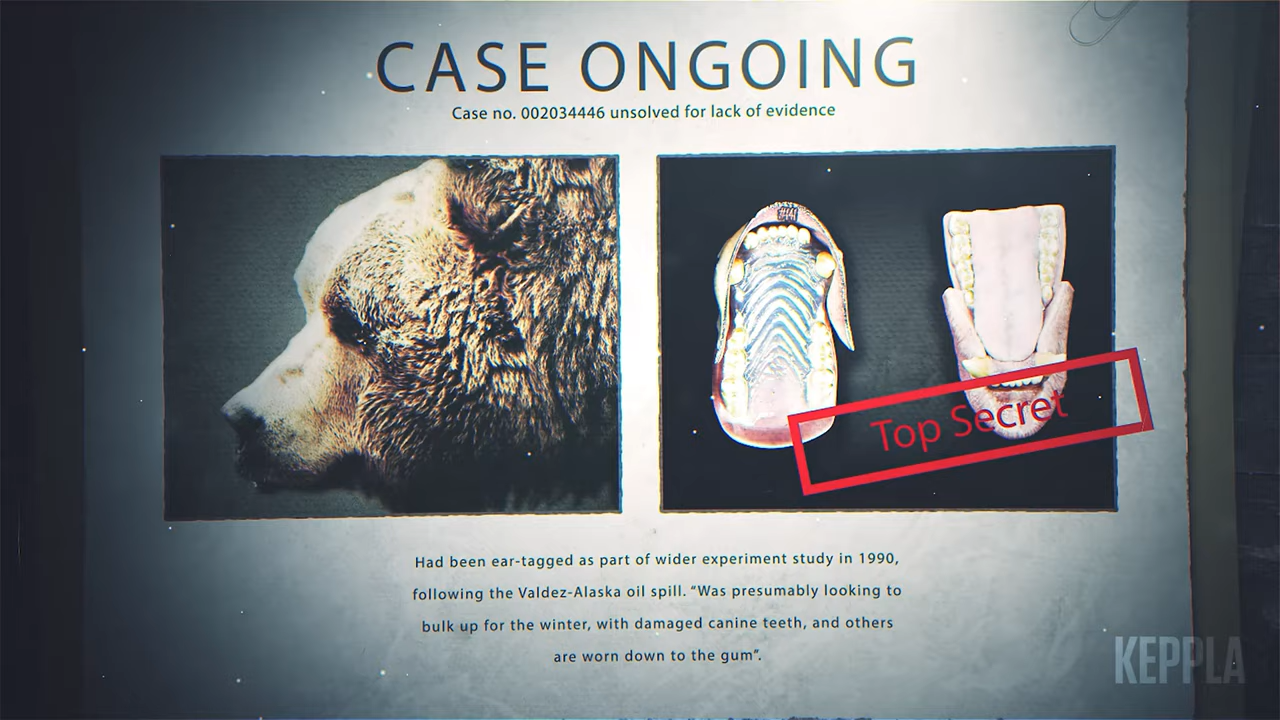 CASE ONGOING
Case no. 002034446 unsolved for lack of evidence
Top Secret
Had been ear-tagged as part of wider experiment study in 1990,
following the Valdez-Alaska oil spill. “Was presumably looking to
bulk up for the winter, with damaged canine teeth, and others
are worn down to the gum”.
KEPPLA